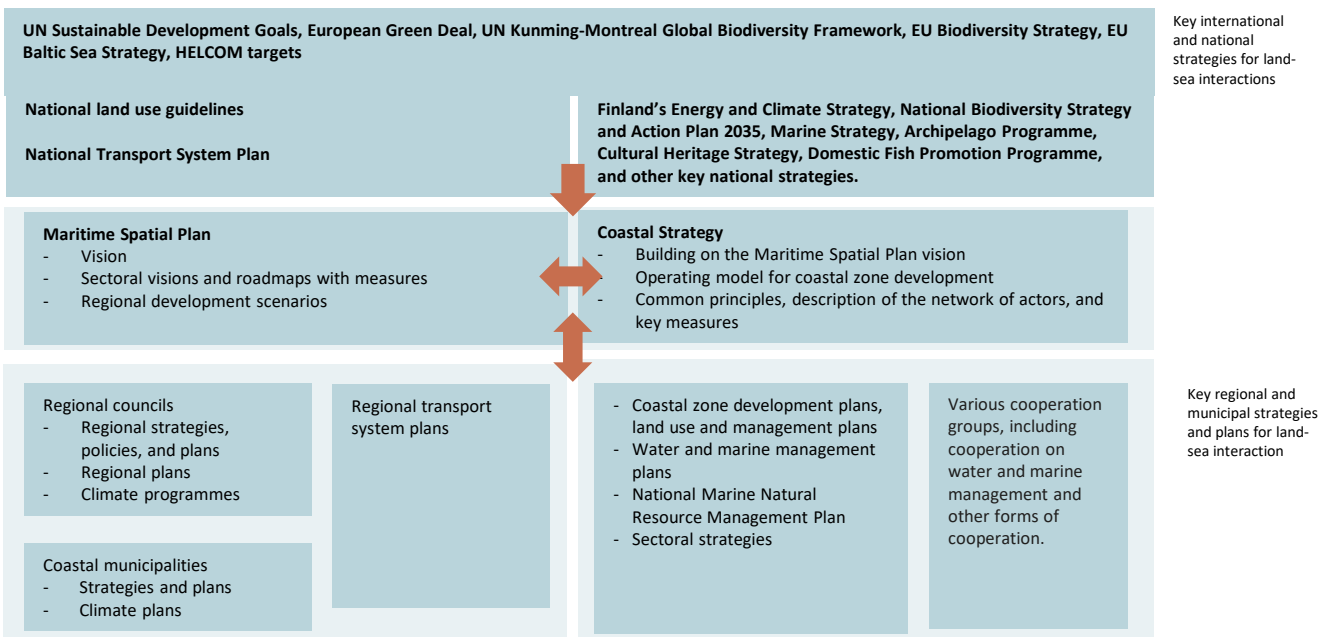 UN Sustainable Development Goals, European Green Deal, UN Kunming-Montreal Global Biodiversity Framework, EU Biodiversity Strategy, EU
Baltic Sea Strategy, HELCOM targets
Key international
and national
strategies for land-
sea interactions
National land use guidelines
National Transport System Plan
Finland's Energy and Climate Strategy, National Biodiversity Strategy
and Action Plan 2035, Marine Strategy, Archipelago Programme,
Cultural Heritage Strategy, Domestic Fish Promotion Programme,
and other key national strategies.
Maritime Spatial Plan
- Vision
- Sectoral visions and roadmaps with measures
- Regional development scenarios
Coastal Strategy
- Building on the Maritime Spatial Plan vision
- Operating model for coastal zone development
- Common principles, description of the network of actors, and
key measures
Regional councils
- Regional strategies,
policies, and plans
- Regional plans
- Climate programmes
Coastal municipalities
- Strategies and plans
- Climate plans
Regional transport
system plans
- Coastal zone development plans,
land use and management plans
- Water and marine management
plans
- National Marine Natural
Resource Management Plan
- Sectoral strategies
Various cooperation
groups, including
cooperation on
water and marine
management and
other forms of
cooperation.
Key regional and
municipal strategies
and plans for land-
sea interaction